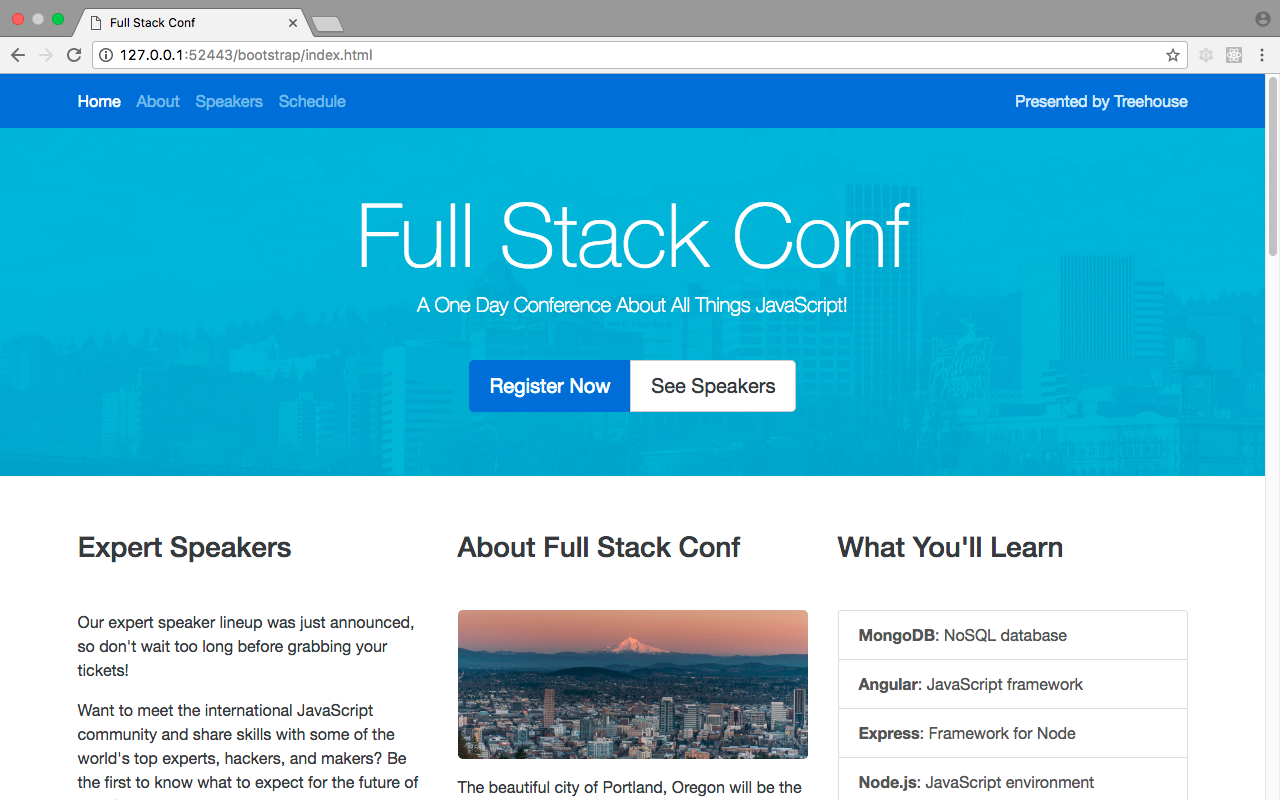 Full Stack Conf
127.0.0.1:52443/bootstrap/index.html
Home About Speakers Schedule Presented by Treehouse
Full Stack Conf
A One Day Conference About All Things JavaScript!
Register Now See Speakers
Expert Speakers
Our expert speaker lineup was just announced,
so don't wait too long before grabbing your
tickets!
Want to meet the international JavaScript
community and share skills with some of the
world's top experts, hackers, and makers? Be
the first to know what to expect for the future of
About Full Stack Conf
The beautiful city of Portland, Oregon will be the
What You'll Learn
MongoDB: NoSQL database
Angular: JavaScript framework
Express: Framework for Node
Node.js: JavaScript environment